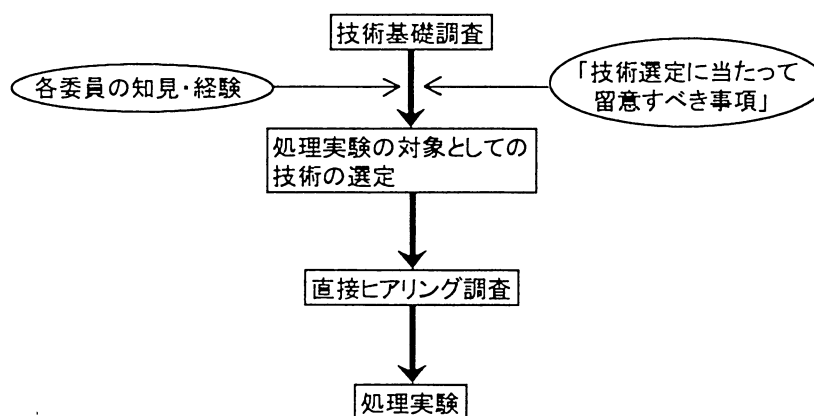 技術基礎調査
各委員の知見・経験
「技術選定に当たって
留意すべき事項」
処理実験の対象としての
技術の選定
直接ヒアリング調査
処理実験